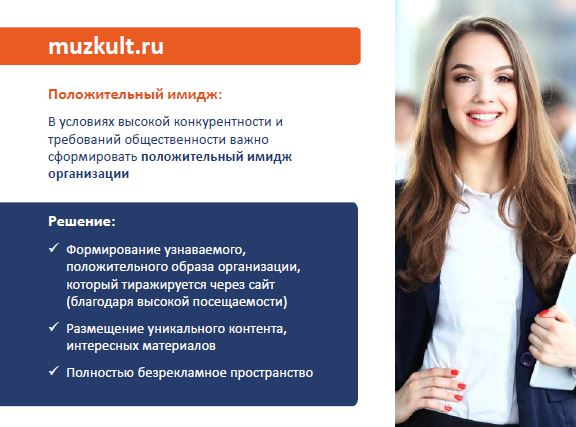 muzkult.ru
Положительный имидж:
В условиях высокой конкурентности и
требований общественности важно
сформировать положительный имидж
организации
Решение:
✓ Формирование узнаваемого,
положительного образа организации,
который тиражируется через сайт
(благодаря высокой посещаемости)
✓ Размещение уникального контента,
интересных материалов
✓ Полностью безрекламное пространство